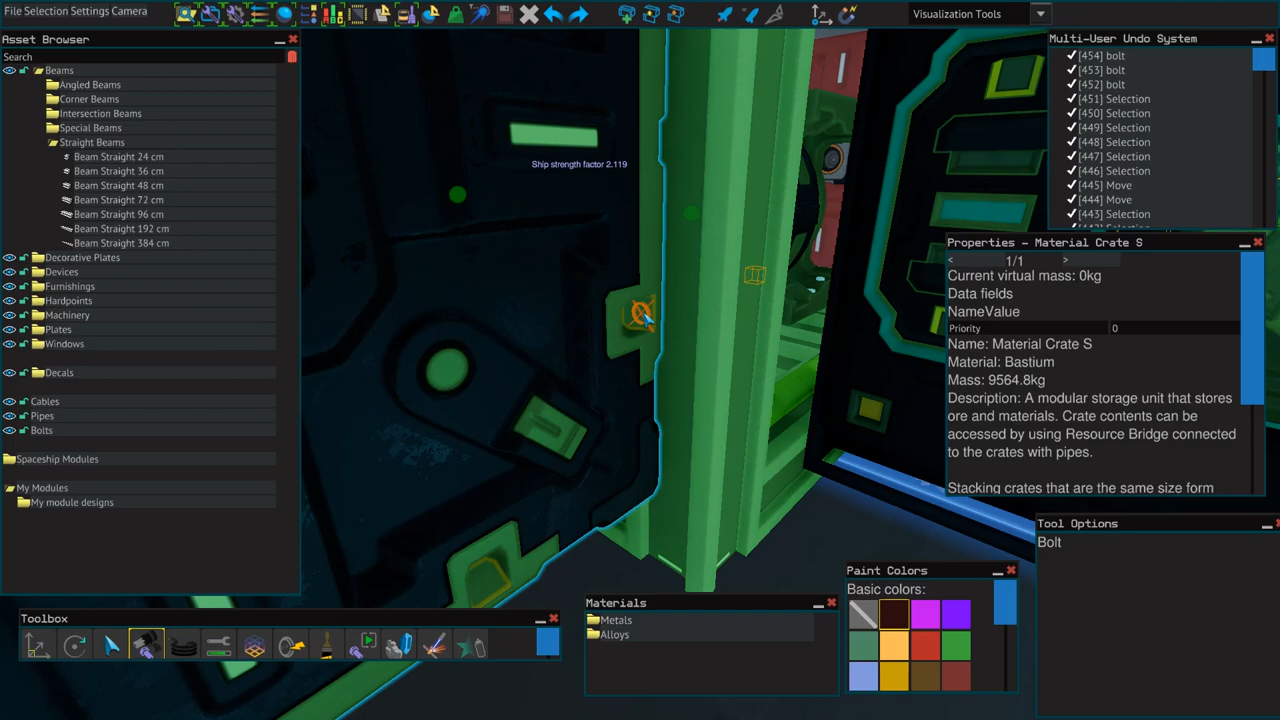 File Selection Settings Camera
Visualization Tools
Asset Browser
Search
Beams
Angled Beams
Corner Beams
Intersection Beams
Special Beams
Straight Beams
Beam Straight 24 cm
Beam Straight 36 cm
Beam Straight 48 cm
Beam Straight 72 cm
Beam Straight 96 cm
Beam Straight 192 cm
Beam Straight 384 cm
Decorative Plates
Devices
Furnishings
Hardpoints
Machinery
Plates
Windows
Decals
Cables
Pipes
Bolts
Spaceship Modules
My Modules
My module designs
Ship strength factor 2.119
Multi-User Undo System
[454] bolt
[453] bolt
[452] bolt
[451] Selection
[450] Selection
[449] Selection
[448] Selection
[447] Selection
[446] Selection
[445] Move
[444] Move
[443] Selection
Properties - Material Crate S
< 1/1 >
Current virtual mass: 0kg
Data fields
NameValue
Priority 0
Name: Material Crate S
Material: Bastium
Mass: 9564.8kg
Description: A modular storage unit that stores
ore and materials. Crate contents can be
accessed by using Resource Bridge connected
to the crates with pipes.
Stacking crates that are the same size form
Tool Options
Bolt
Paint Colors
Basic colors:
Materials
Metals
Alloys
Toolbox